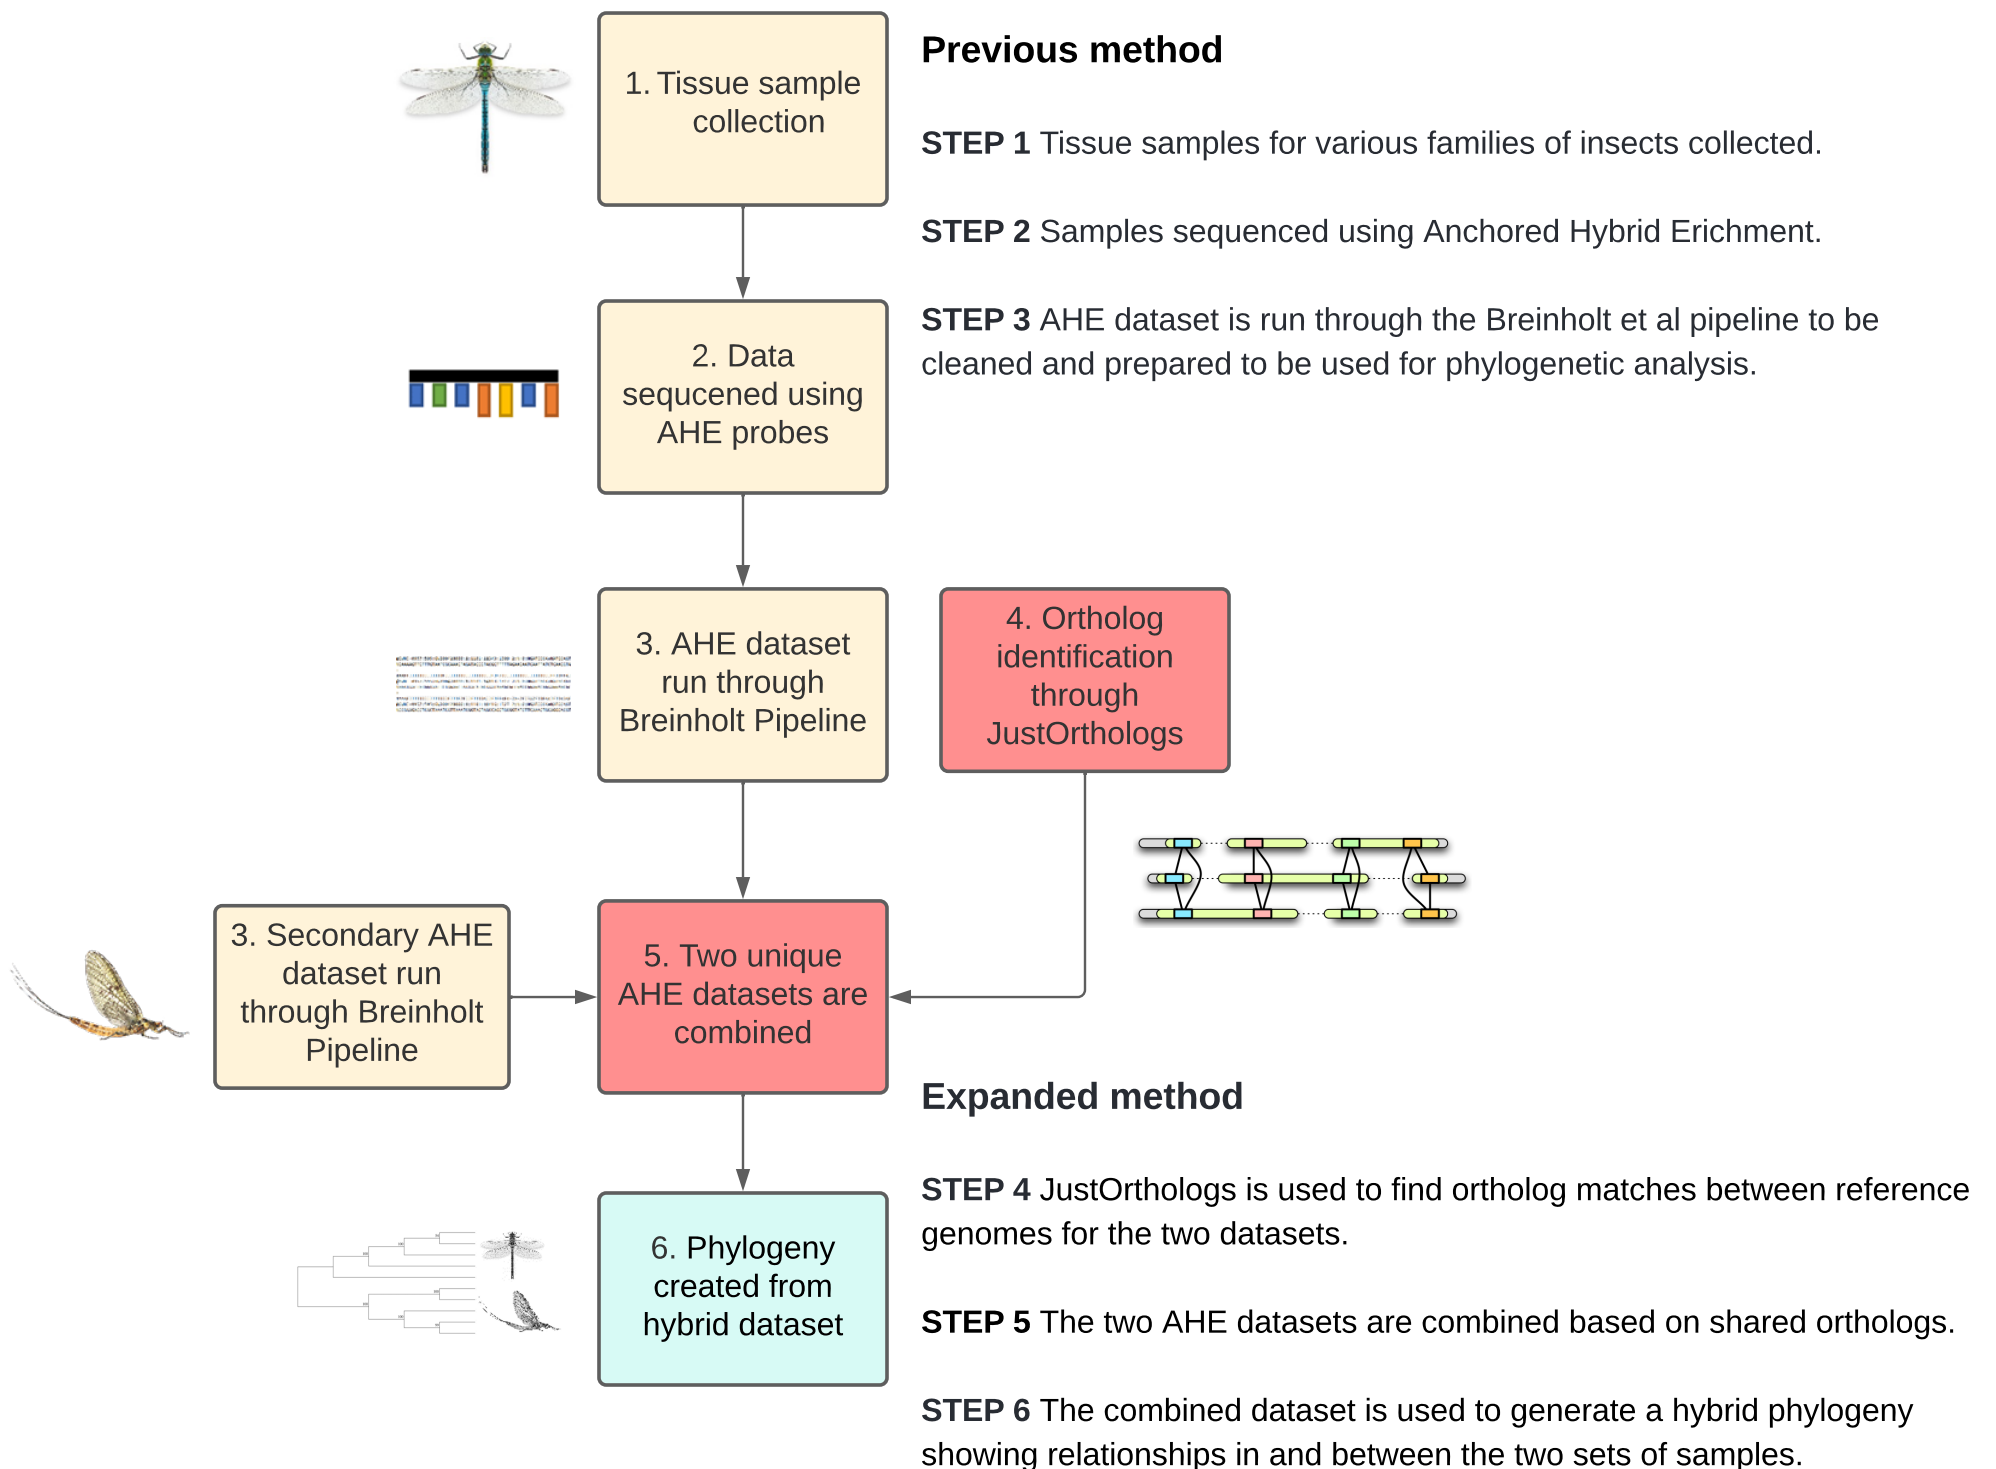 1. Tissue sample
collection
Previous method
STEP 1 Tissue samples for various families of insects collected.
STEP 2 Samples sequenced using Anchored Hybrid Erichment.
STEP 3 AHE dataset is run through the Breinholt et al pipeline to be
cleaned and prepared to be used for phylogenetic analysis.
2. Data
sequcened using
AHE probes
3. AHE dataset
run through
Breinholt Pipeline
4. Ortholog
identification
through
JustOrthologs
3. Secondary AHE
dataset run
through Breinholt
Pipeline
5. Two unique
AHE datasets are
combined
Expanded method
STEP 4 JustOrthologs is used to find ortholog matches between reference
genomes for the two datasets.
STEP 5 The two AHE datasets are combined based on shared orthologs.
STEP 6 The combined dataset is used to generate a hybrid phylogeny
showing relationships in and between the two sets of samples.
6. Phylogeny
created from
hybrid dataset